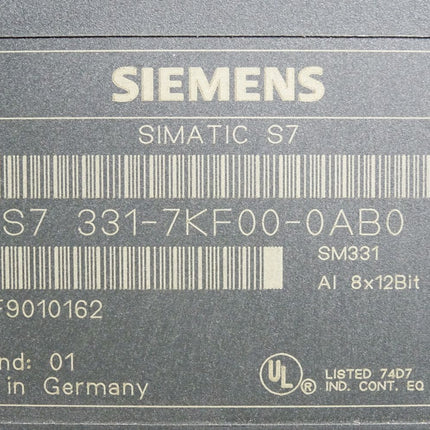 SIEMENS
SIMATIC S7
S7 331-7KF00-0AB0
SM331
AI 8x12Bit
F9010162
nd: 01
in Germany
UL ®
LISTED 74D7
IND. CONT. EQ